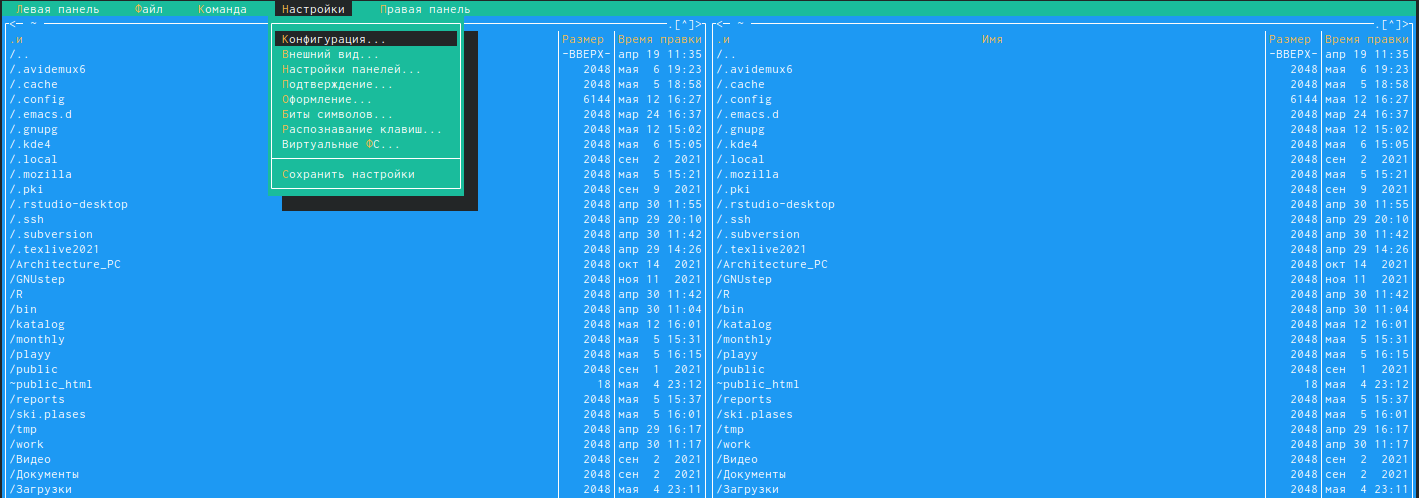 Левая панель Файл Команда Настройки Правая панель
<─ ~ .[^]> <─ ~ .[^]>
.и Конфигурация... Размер Время правки .и Имя Размер Время правки
/.. Внешний вид... -ВВЕРХ- апр 19 11:35 /.. -ВВЕРХ- апр 19 11:35
/.avidemux6 Настройки панелей... 2048 мая 6 19:23 /.avidemux6 2048 мая 6 19:23
/.cache Подтверждение... 2048 мая 5 18:58 /.cache 2048 мая 5 18:58
/.config Оформление... 6144 мая 12 16:27 /.config 6144 мая 12 16:27
/.emacs.d Биты символов... 2048 мар 24 16:37 /.emacs.d 2048 мар 24 16:37
/.gnupg Распознавание клавиш... 2048 мая 12 15:02 /.gnupg 2048 мая 12 15:02
/.kde4 Виртуальные ФС... 2048 мая 6 15:05 /.kde4 2048 мая 6 15:05
/.local 2048 сен 2 2021 /.local 2048 сен 2 2021
/.mozilla Сохранить настройки 2048 мая 5 15:21 /.mozilla 2048 мая 5 15:21
/.pki 2048 сен 9 2021 /.pki 2048 сен 9 2021
/.rstudio-desktop 2048 апр 30 11:55 /.rstudio-desktop 2048 апр 30 11:55
/.ssh 2048 апр 29 20:10 /.ssh 2048 апр 29 20:10
/.subversion 2048 апр 30 11:42 /.subversion 2048 апр 30 11:42
/.texlive2021 2048 апр 29 14:26 /.texlive2021 2048 апр 29 14:26
/Architecture_PC 2048 окт 14 2021 /Architecture_PC 2048 окт 14 2021
/GNUstep 2048 ноя 11 2021 /GNUstep 2048 ноя 11 2021
/R 2048 апр 30 11:42 /R 2048 апр 30 11:42
/bin 2048 апр 30 11:04 /bin 2048 апр 30 11:04
/katalog 2048 мая 12 16:01 /katalog 2048 мая 12 16:01
/monthly 2048 мая 5 15:31 /monthly 2048 мая 5 15:31
/playy 2048 мая 5 16:15 /playy 2048 мая 5 16:15
/public 2048 сен 1 2021 /public 2048 сен 1 2021
~public_html 18 мая 4 23:12 ~public_html 18 мая 4 23:12
/reports 2048 мая 5 15:37 /reports 2048 мая 5 15:37
/ski.plases 2048 мая 5 16:01 /ski.plases 2048 мая 5 16:01
/tmp 2048 апр 29 16:17 /tmp 2048 апр 29 16:17
/work 2048 апр 30 11:17 /work 2048 апр 30 11:17
/Видео 2048 сен 2 2021 /Видео 2048 сен 2 2021
/Документы 2048 сен 2 2021 /Документы 2048 сен 2 2021
/Загрузки 2048 мая 4 23:11 /Загрузки 2048 мая 4 23:11